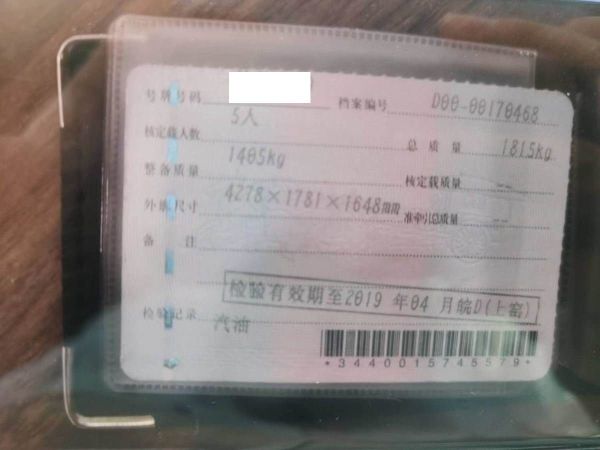 号牌号码 档案编号 D00-00170468
核定载人数 5人 总质量 1815kg
整备质量 1405kg 核定载质量 --
外廓尺寸 4278×1781×1648mm 准牵引总质量 --
备注
检验有效期至2019 年04 月皖D(上窑)
检验记录 汽油
*3440015745579*